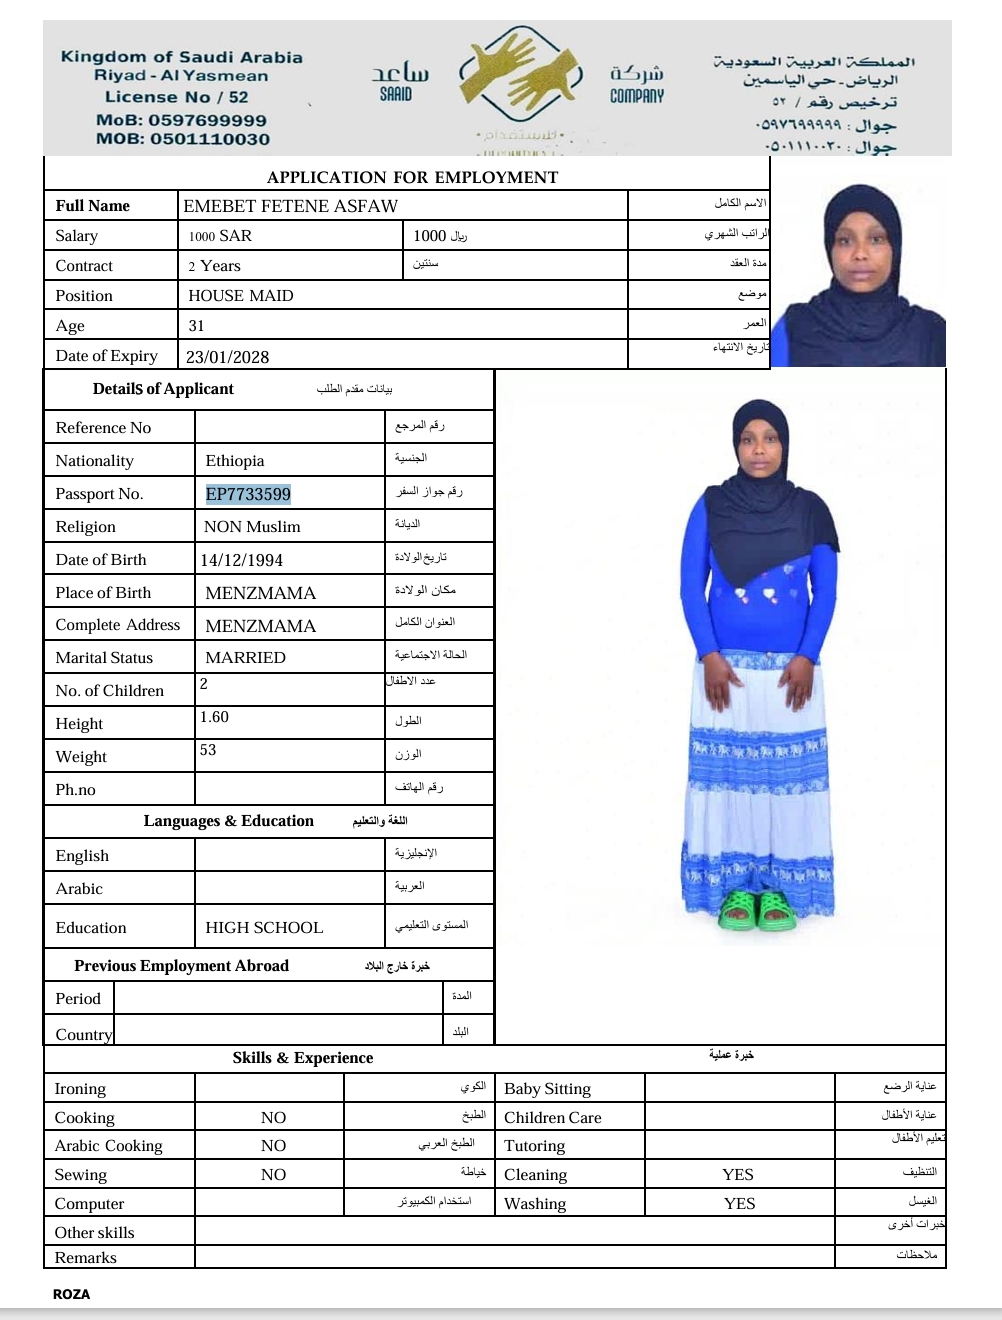 Kingdom of Saudi Arabia
Riyad - Al Yasmean
License No / 52
MoB: 0597699999
MOB: 0501110030
ساعد
SAAID
شركة
COMPANY
للاستقدام
المملكة العربية السعودية
الرياض - حي الياسمين
ترخيص رقم / ٥٢
جوال : ٠٥٩٧٦٩٩٩٩٩
جوال : ٠٥٠١١١٠٠٣٠
APPLICATION FOR EMPLOYMENT
Full Name EMEBET FETENE ASFAW الاسم الكامل
Salary 1000 SAR 1000 ريال الراتب الشهري
Contract 2 Years سنتين مدة العقد
Position HOUSE MAID موضع
Age 31 العمر
Date of Expiry 23/01/2028 تاريخ الانتهاء
Details of Applicant بيانات مقدم الطلب
Reference No رقم المرجع
Nationality Ethiopia الجنسية
Passport No. EP7733599 رقم جواز السفر
Religion NON Muslim الديانة
Date of Birth 14/12/1994 تاريخ الولادة
Place of Birth MENZMAMA مكان الولادة
Complete Address MENZMAMA العنوان الكامل
Marital Status MARRIED الحالة الاجتماعية
No. of Children 2 عدد الاطفال
Height 1.60 الطول
Weight 53 الوزن
Ph.no رقم الهاتف
Languages & Education اللغة والتعليم
English الإنجليزية
Arabic العربية
Education HIGH SCHOOL المستوى التعليمي
Previous Employment Abroad خبرة خارج البلاد
Period المدة
Country البلد
Skills & Experience خبرة عملية
Ironing الكوي Baby Sitting عناية الرضع
Cooking NO الطبخ Children Care عناية الأطفال
Arabic Cooking NO الطبخ العربي Tutoring تعليم الأطفال
Sewing NO خياطة Cleaning YES التنظيف
Computer استخدام الكمبيوتر Washing YES الغيسل
Other skills خبرات أخرى
Remarks ملاحظات
ROZA